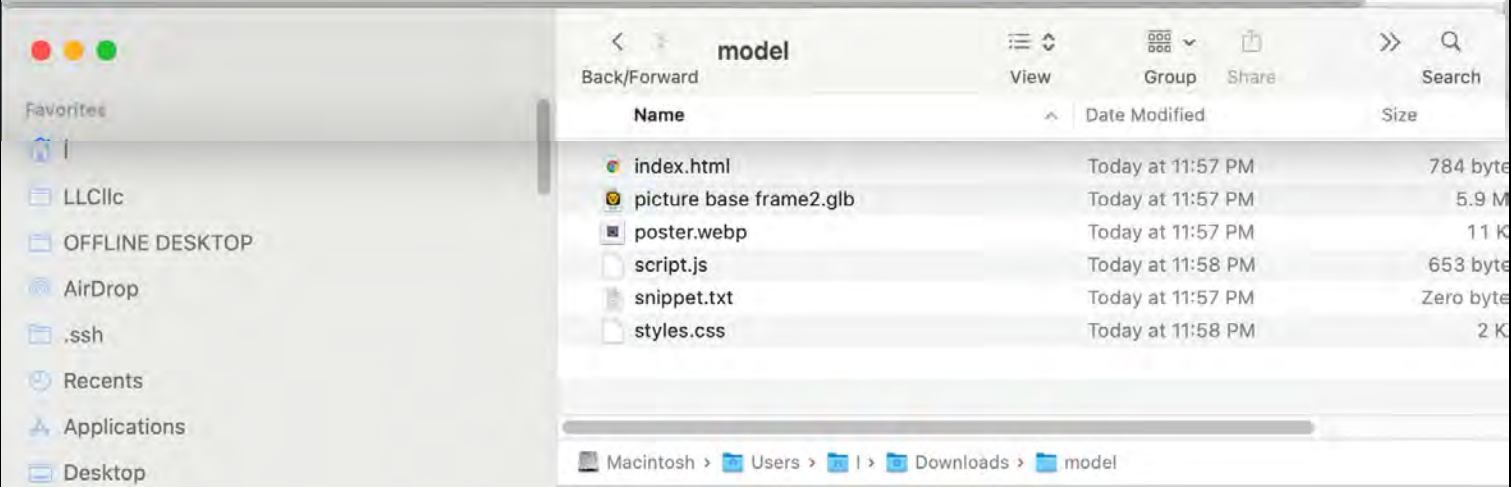 model
Back/Forward
View
Group
Share
Search
Favorites
l
LLCllc
OFFLINE DESKTOP
AirDrop
.ssh
Recents
Applications
Desktop
Name Date Modified Size
index.html Today at 11:57 PM 784 byte
picture base frame2.glb Today at 11:57 PM 5.9 M
poster.webp Today at 11:57 PM 11 K
script.js Today at 11:58 PM 653 byte
snippet.txt Today at 11:57 PM Zero byte
styles.css Today at 11:58 PM 2 K
Macintosh › Users › l › Downloads › model